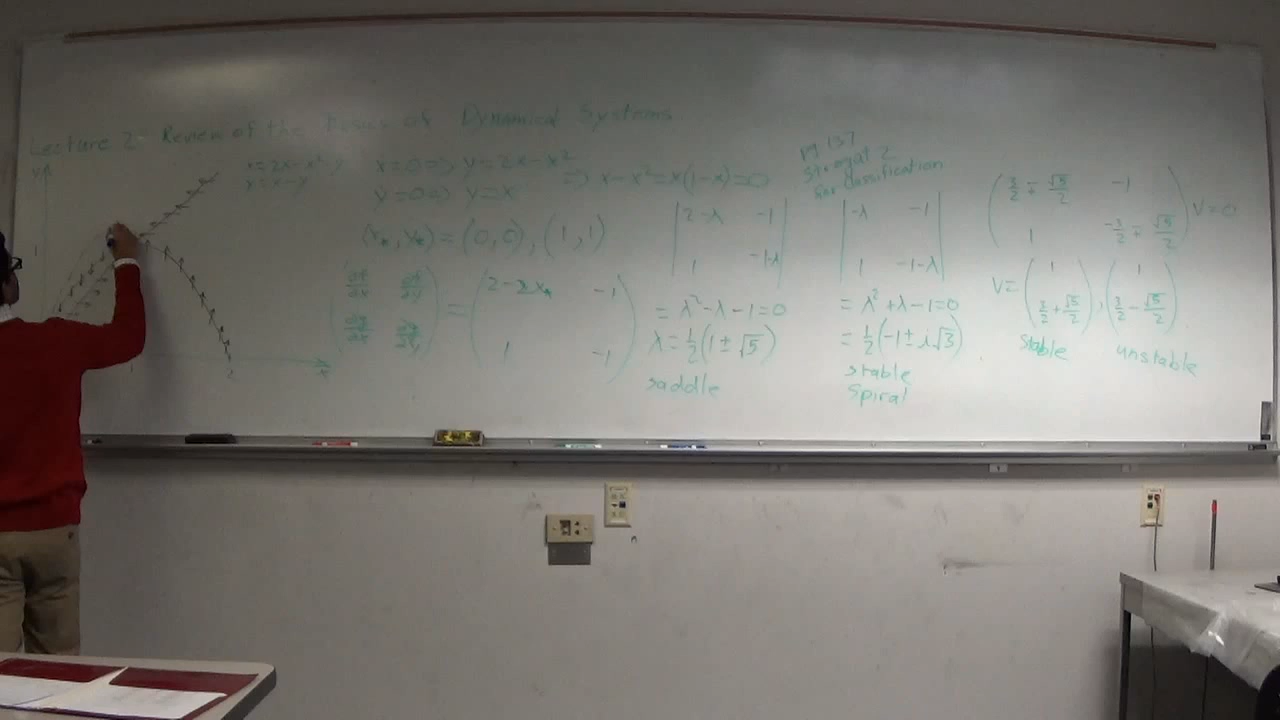 Lecture 2: Review of the Basics of Dynamical Systems
ẋ = 2x - x² - y
ẏ = x - y
ẋ = 0 ⇒ y = 2x - x²
ẏ = 0 ⇒ y = x
⇒ x - x² = x(1 - x) = 0
(x*, y*) = (0, 0), (1, 1)
∂f/∂x ∂f/∂y
∂g/∂x ∂g/∂y
=
2 - 2x* -1
1 -1
|2-λ -1|
|1 -1-λ|
= λ² - λ - 1 = 0
λ = ½(1 ± √5)
saddle
pg 137
Strogatz
for classification
|-λ -1|
|1 -1-λ|
= λ² + λ - 1 = 0
= ½(-1 ± i√3)
stable
spiral
(3/2 ∓ √5/2 -1)
(1 -3/2 ∓ √5/2) V = 0
V = (1, 3/2 + √5/2), (1, 3/2 - √5/2)
stable unstable
y
1
1
2
x